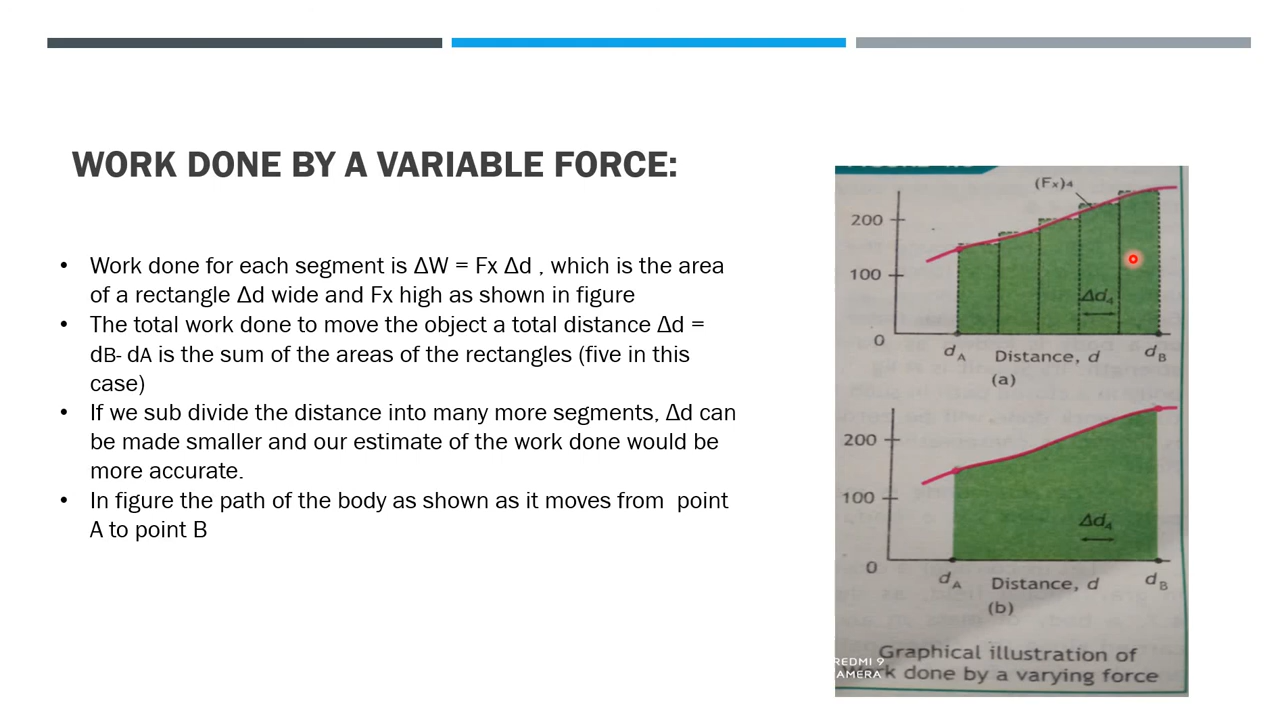 WORK DONE BY A VARIABLE FORCE:
• Work done for each segment is ΔW = Fx Δd , which is the area
of a rectangle Δd wide and Fx high as shown in figure
• The total work done to move the object a total distance Δd =
dB- dA is the sum of the areas of the rectangles (five in this
case)
• If we sub divide the distance into many more segments, Δd can
be made smaller and our estimate of the work done would be
more accurate.
• In figure the path of the body as shown as it moves from  point
A to point B
(Fx)4
200
100
Δd4
0
dA Distance, d dB
(a)
200
100
Δd4
0
dA Distance, d dB
(b)
Graphical illustration of
REDMI 9
AMERA
k done by a varying force